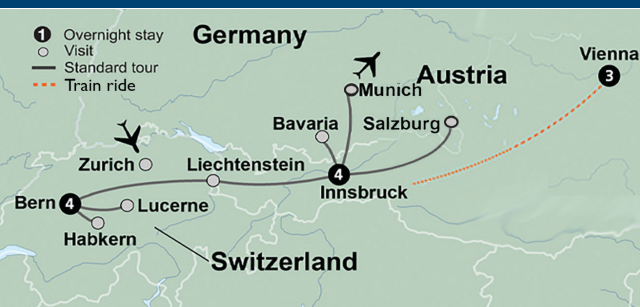 1 Overnight stay
Visit
Standard tour
Train ride
Germany
Vienna
3
Munich
Austria
Bavaria
Salzburg
Zurich
Liechtenstein
4
Innsbruck
Bern 4
Lucerne
Habkern
Switzerland